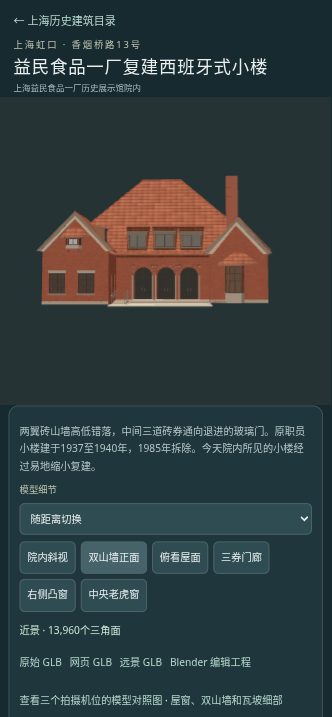 ← 上海历史建筑目录
上海虹口 · 香烟桥路13号
益民食品一厂复建西班牙式小楼
上海益民食品一厂历史展示馆院内
两翼砖山墙高低错落，中间三道砖券通向退进的玻璃门。原职员
小楼建于1937至1940年，1985年拆除。今天院内所见的小楼经
过易地缩小复建。
模型细节
随距离切换
院内斜视 双山墙正面 俯看屋面 三券门廊
右侧凸窗 中央老虎窗
近景 · 13,960个三角面
原始 GLB 网页 GLB 远景 GLB Blender 编辑工程
查看三个拍摄机位的模型对照图 · 屋窗、双山墙和瓦坡细部